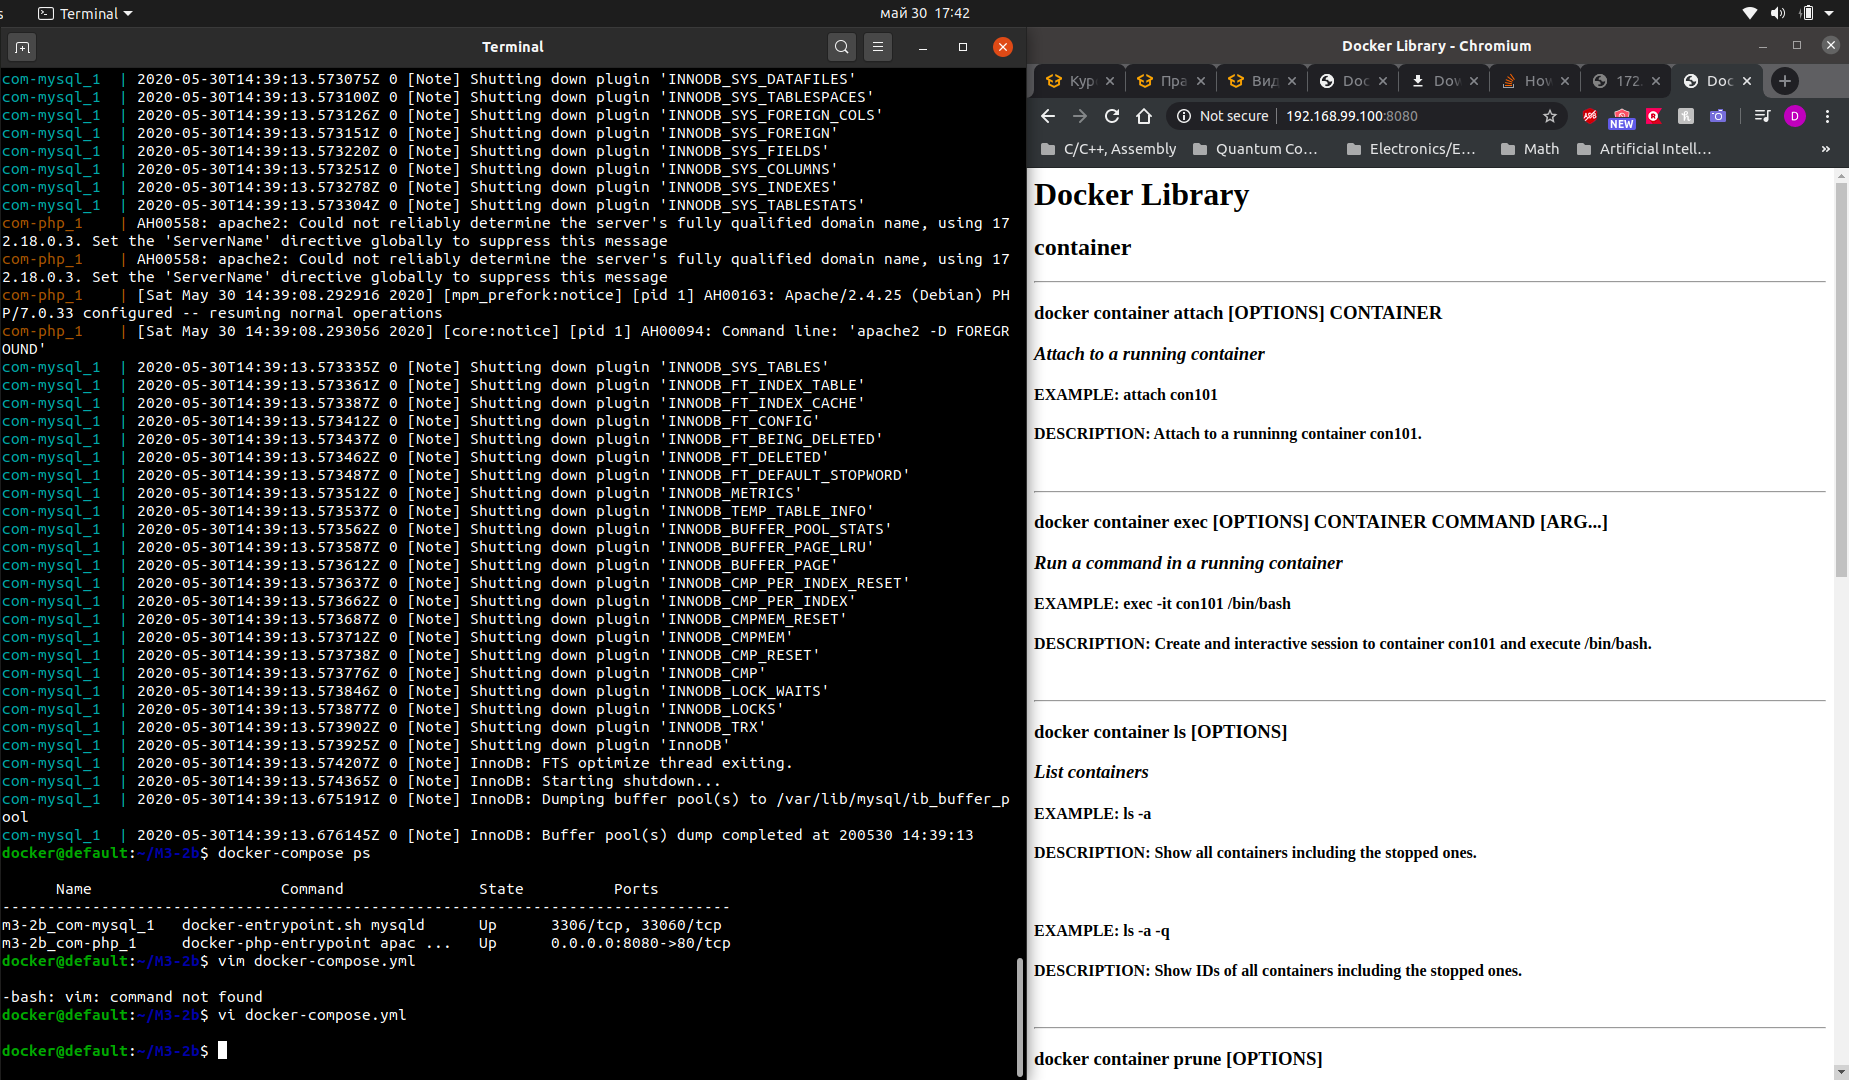 s
Terminal
май 30 17:42
Terminal
com-mysql_1 | 2020-05-30T14:39:13.573075Z 0 [Note] Shutting down plugin 'INNODB_SYS_DATAFILES'
com-mysql_1 | 2020-05-30T14:39:13.573100Z 0 [Note] Shutting down plugin 'INNODB_SYS_TABLESPACES'
com-mysql_1 | 2020-05-30T14:39:13.573126Z 0 [Note] Shutting down plugin 'INNODB_SYS_FOREIGN_COLS'
com-mysql_1 | 2020-05-30T14:39:13.573151Z 0 [Note] Shutting down plugin 'INNODB_SYS_FOREIGN'
com-mysql_1 | 2020-05-30T14:39:13.573220Z 0 [Note] Shutting down plugin 'INNODB_SYS_FIELDS'
com-mysql_1 | 2020-05-30T14:39:13.573251Z 0 [Note] Shutting down plugin 'INNODB_SYS_COLUMNS'
com-mysql_1 | 2020-05-30T14:39:13.573278Z 0 [Note] Shutting down plugin 'INNODB_SYS_INDEXES'
com-mysql_1 | 2020-05-30T14:39:13.573304Z 0 [Note] Shutting down plugin 'INNODB_SYS_TABLESTATS'
com-php_1 | AH00558: apache2: Could not reliably determine the server's fully qualified domain name, using 17
2.18.0.3. Set the 'ServerName' directive globally to suppress this message
com-php_1 | AH00558: apache2: Could not reliably determine the server's fully qualified domain name, using 17
2.18.0.3. Set the 'ServerName' directive globally to suppress this message
com-php_1 | [Sat May 30 14:39:08.292916 2020] [mpm_prefork:notice] [pid 1] AH00163: Apache/2.4.25 (Debian) PH
P/7.0.33 configured -- resuming normal operations
com-php_1 | [Sat May 30 14:39:08.293056 2020] [core:notice] [pid 1] AH00094: Command line: 'apache2 -D FOREGR
OUND'
com-mysql_1 | 2020-05-30T14:39:13.573335Z 0 [Note] Shutting down plugin 'INNODB_SYS_TABLES'
com-mysql_1 | 2020-05-30T14:39:13.573361Z 0 [Note] Shutting down plugin 'INNODB_FT_INDEX_TABLE'
com-mysql_1 | 2020-05-30T14:39:13.573387Z 0 [Note] Shutting down plugin 'INNODB_FT_INDEX_CACHE'
com-mysql_1 | 2020-05-30T14:39:13.573412Z 0 [Note] Shutting down plugin 'INNODB_FT_CONFIG'
com-mysql_1 | 2020-05-30T14:39:13.573437Z 0 [Note] Shutting down plugin 'INNODB_FT_BEING_DELETED'
com-mysql_1 | 2020-05-30T14:39:13.573462Z 0 [Note] Shutting down plugin 'INNODB_FT_DELETED'
com-mysql_1 | 2020-05-30T14:39:13.573487Z 0 [Note] Shutting down plugin 'INNODB_FT_DEFAULT_STOPWORD'
com-mysql_1 | 2020-05-30T14:39:13.573512Z 0 [Note] Shutting down plugin 'INNODB_METRICS'
com-mysql_1 | 2020-05-30T14:39:13.573537Z 0 [Note] Shutting down plugin 'INNODB_TEMP_TABLE_INFO'
com-mysql_1 | 2020-05-30T14:39:13.573562Z 0 [Note] Shutting down plugin 'INNODB_BUFFER_POOL_STATS'
com-mysql_1 | 2020-05-30T14:39:13.573587Z 0 [Note] Shutting down plugin 'INNODB_BUFFER_PAGE_LRU'
com-mysql_1 | 2020-05-30T14:39:13.573612Z 0 [Note] Shutting down plugin 'INNODB_BUFFER_PAGE'
com-mysql_1 | 2020-05-30T14:39:13.573637Z 0 [Note] Shutting down plugin 'INNODB_CMP_PER_INDEX_RESET'
com-mysql_1 | 2020-05-30T14:39:13.573662Z 0 [Note] Shutting down plugin 'INNODB_CMP_PER_INDEX'
com-mysql_1 | 2020-05-30T14:39:13.573687Z 0 [Note] Shutting down plugin 'INNODB_CMPMEM_RESET'
com-mysql_1 | 2020-05-30T14:39:13.573712Z 0 [Note] Shutting down plugin 'INNODB_CMPMEM'
com-mysql_1 | 2020-05-30T14:39:13.573738Z 0 [Note] Shutting down plugin 'INNODB_CMP_RESET'
com-mysql_1 | 2020-05-30T14:39:13.573776Z 0 [Note] Shutting down plugin 'INNODB_CMP'
com-mysql_1 | 2020-05-30T14:39:13.573846Z 0 [Note] Shutting down plugin 'INNODB_LOCK_WAITS'
com-mysql_1 | 2020-05-30T14:39:13.573877Z 0 [Note] Shutting down plugin 'INNODB_LOCKS'
com-mysql_1 | 2020-05-30T14:39:13.573902Z 0 [Note] Shutting down plugin 'INNODB_TRX'
com-mysql_1 | 2020-05-30T14:39:13.573925Z 0 [Note] Shutting down plugin 'InnoDB'
com-mysql_1 | 2020-05-30T14:39:13.574207Z 0 [Note] InnoDB: FTS optimize thread exiting.
com-mysql_1 | 2020-05-30T14:39:13.574365Z 0 [Note] InnoDB: Starting shutdown...
com-mysql_1 | 2020-05-30T14:39:13.675191Z 0 [Note] InnoDB: Dumping buffer pool(s) to /var/lib/mysql/ib_buffer_p
ool
com-mysql_1 | 2020-05-30T14:39:13.676145Z 0 [Note] InnoDB: Buffer pool(s) dump completed at 200530 14:39:13
docker@default:~/M3-2b$ docker-compose ps
Name Command State Ports
---------------------------------------------------------------------------------
m3-2b_com-mysql_1 docker-entrypoint.sh mysqld Up 3306/tcp, 33060/tcp
m3-2b_com-php_1 docker-php-entrypoint apac ... Up 0.0.0.0:8080->80/tcp
docker@default:~/M3-2b$ vim docker-compose.yml
-bash: vim: command not found
docker@default:~/M3-2b$ vi docker-compose.yml
docker@default:~/M3-2b$
Docker Library - Chromium
Кур
Пра
Вид
Doc
Dow
How
172.
Doc
Not secure | 192.168.99.100:8080
ABP
NEW
D
C/C++, Assembly
Quantum Co...
Electronics/E...
Math
Artificial Intell...
»
Docker Library
container
docker container attach [OPTIONS] CONTAINER
Attach to a running container
EXAMPLE: attach con101
DESCRIPTION: Attach to a runninng container con101.
docker container exec [OPTIONS] CONTAINER COMMAND [ARG...]
Run a command in a running container
EXAMPLE: exec -it con101 /bin/bash
DESCRIPTION: Create and interactive session to container con101 and execute /bin/bash.
docker container ls [OPTIONS]
List containers
EXAMPLE: ls -a
DESCRIPTION: Show all containers including the stopped ones.
EXAMPLE: ls -a -q
DESCRIPTION: Show IDs of all containers including the stopped ones.
docker container prune [OPTIONS]